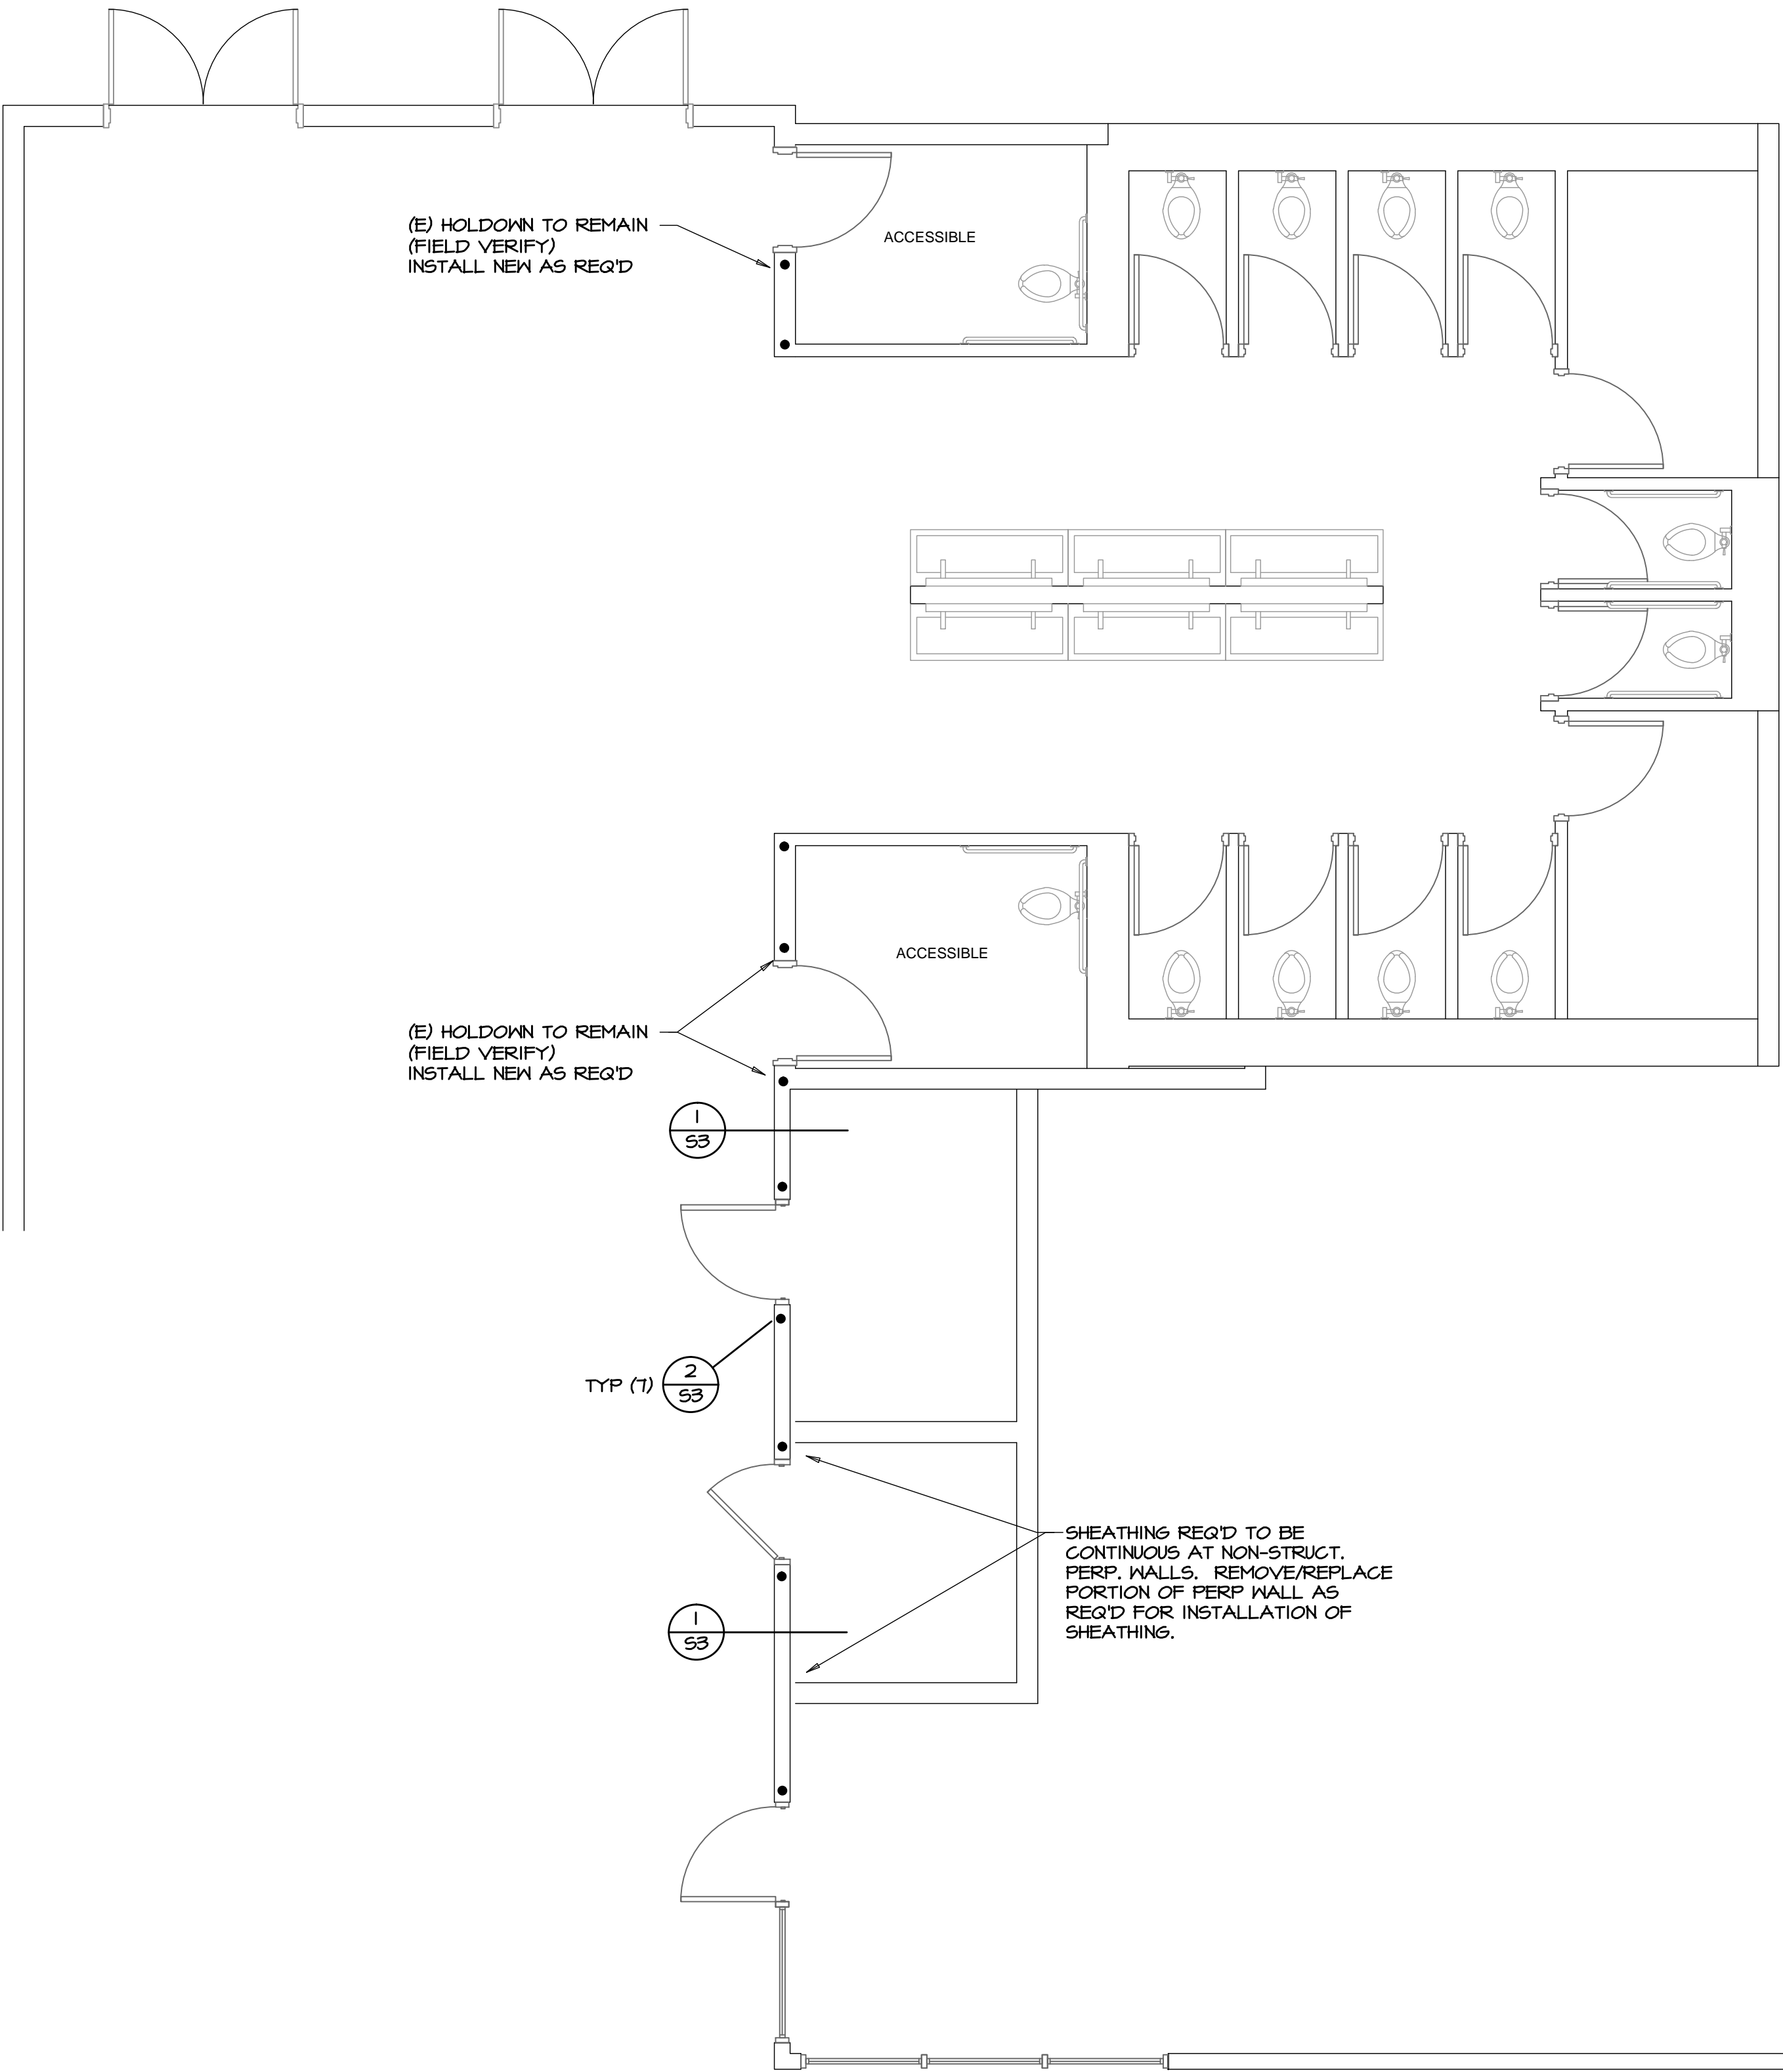 (E) HOLDOWN TO REMAIN
(FIELD VERIFY)
INSTALL NEW AS REQ'D
ACCESSIBLE
ACCESSIBLE
(E) HOLDOWN TO REMAIN
(FIELD VERIFY)
INSTALL NEW AS REQ'D
1
S3
TYP (7)
2
S3
SHEATHING REQ'D TO BE
CONTINUOUS AT NON-STRUCT.
PERP. WALLS. REMOVE/REPLACE
PORTION OF PERP WALL AS
REQ'D FOR INSTALLATION OF
SHEATHING.
1
S3